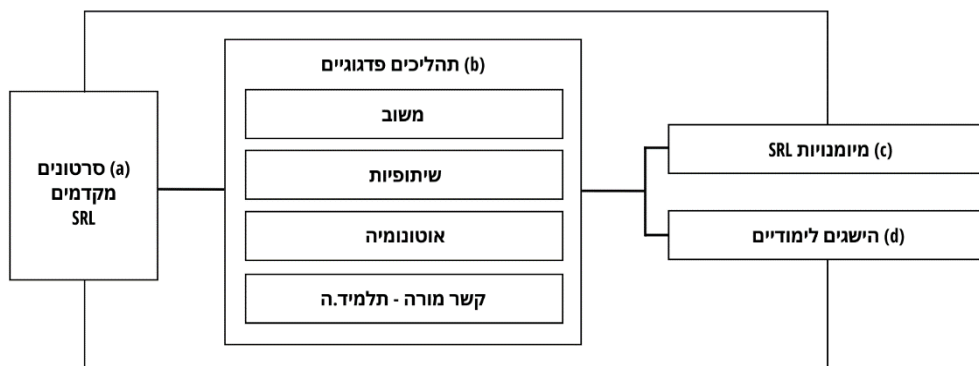 (a) סרטונים
מקדמים
SRL
(b) תהליכים פדגוגיים
משוב
שיתופיות
אוטונומיה
קשר מורה - תלמיד.ה
(c) מיומנויות SRL
(d) הישגים לימודיים